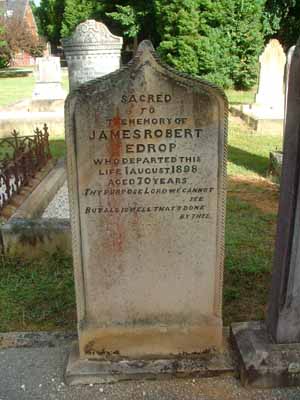 SACRED
TO
THE MEMORY OF
JAMES ROBERT
EDROP
WHO DEPARTED THIS
LIFE 1 AUGUST, 1898
AGED 70 YEARS
THY PURPOSE LORD WE CANNOT
SEE
BUT ALL IS WELL THAT'S DONE
BY THEE